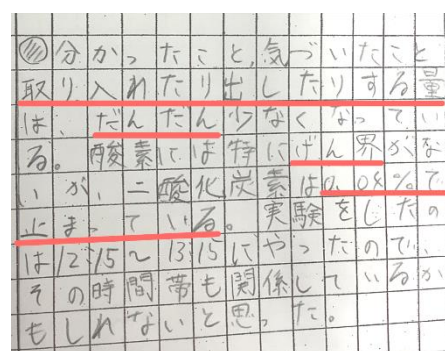 分かったこと,気づいたこと
取り入れたり出したりする量
は、だんだん少なくなってい
る。酸素には特にげん界がな
いが、二酸化炭素は0.04%で
止まっている。実験をしたの
は12:15〜13:15にやったので、
その時間帯も関係しているか
もしれないと思った。